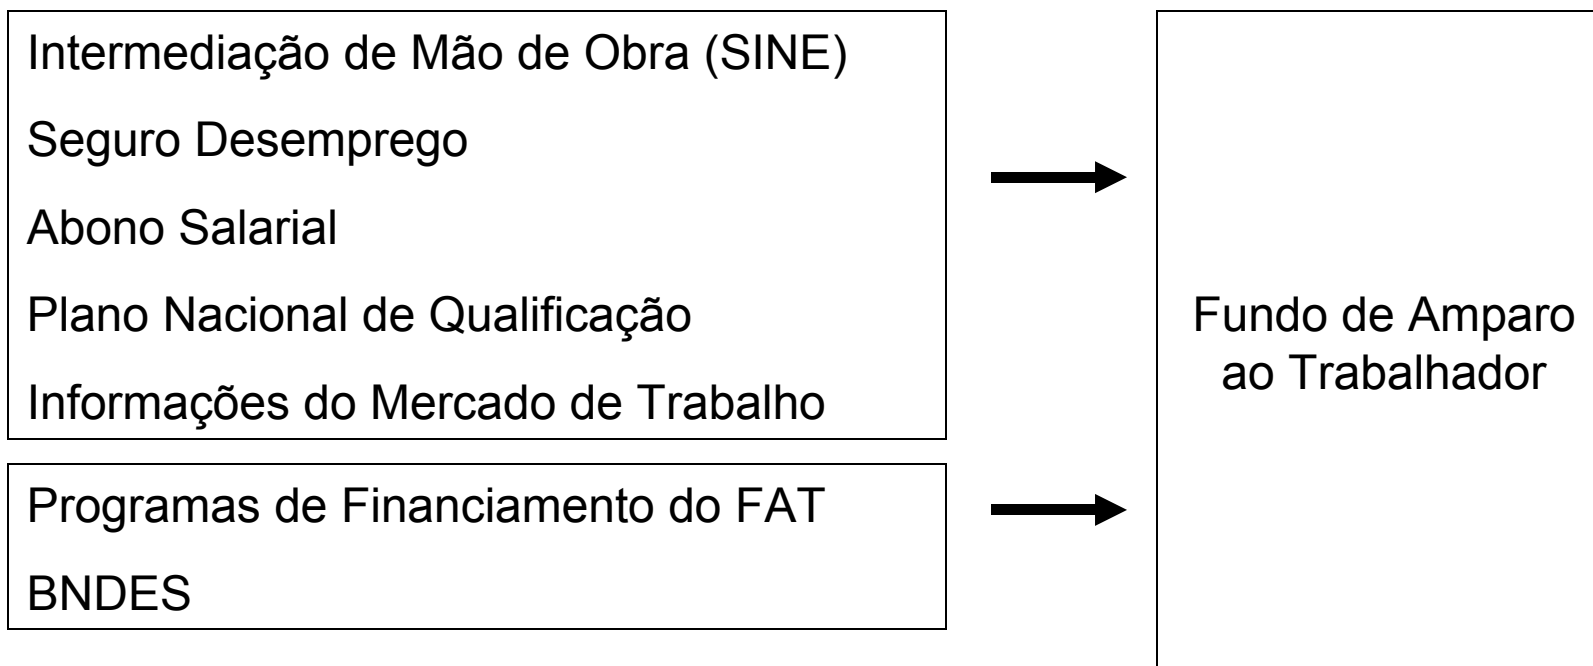 Intermediação de Mão de Obra (SINE)
Seguro Desemprego
Abono Salarial
Plano Nacional de Qualificação
Informações do Mercado de Trabalho
Programas de Financiamento do FAT
BNDES
Fundo de Amparo
ao Trabalhador